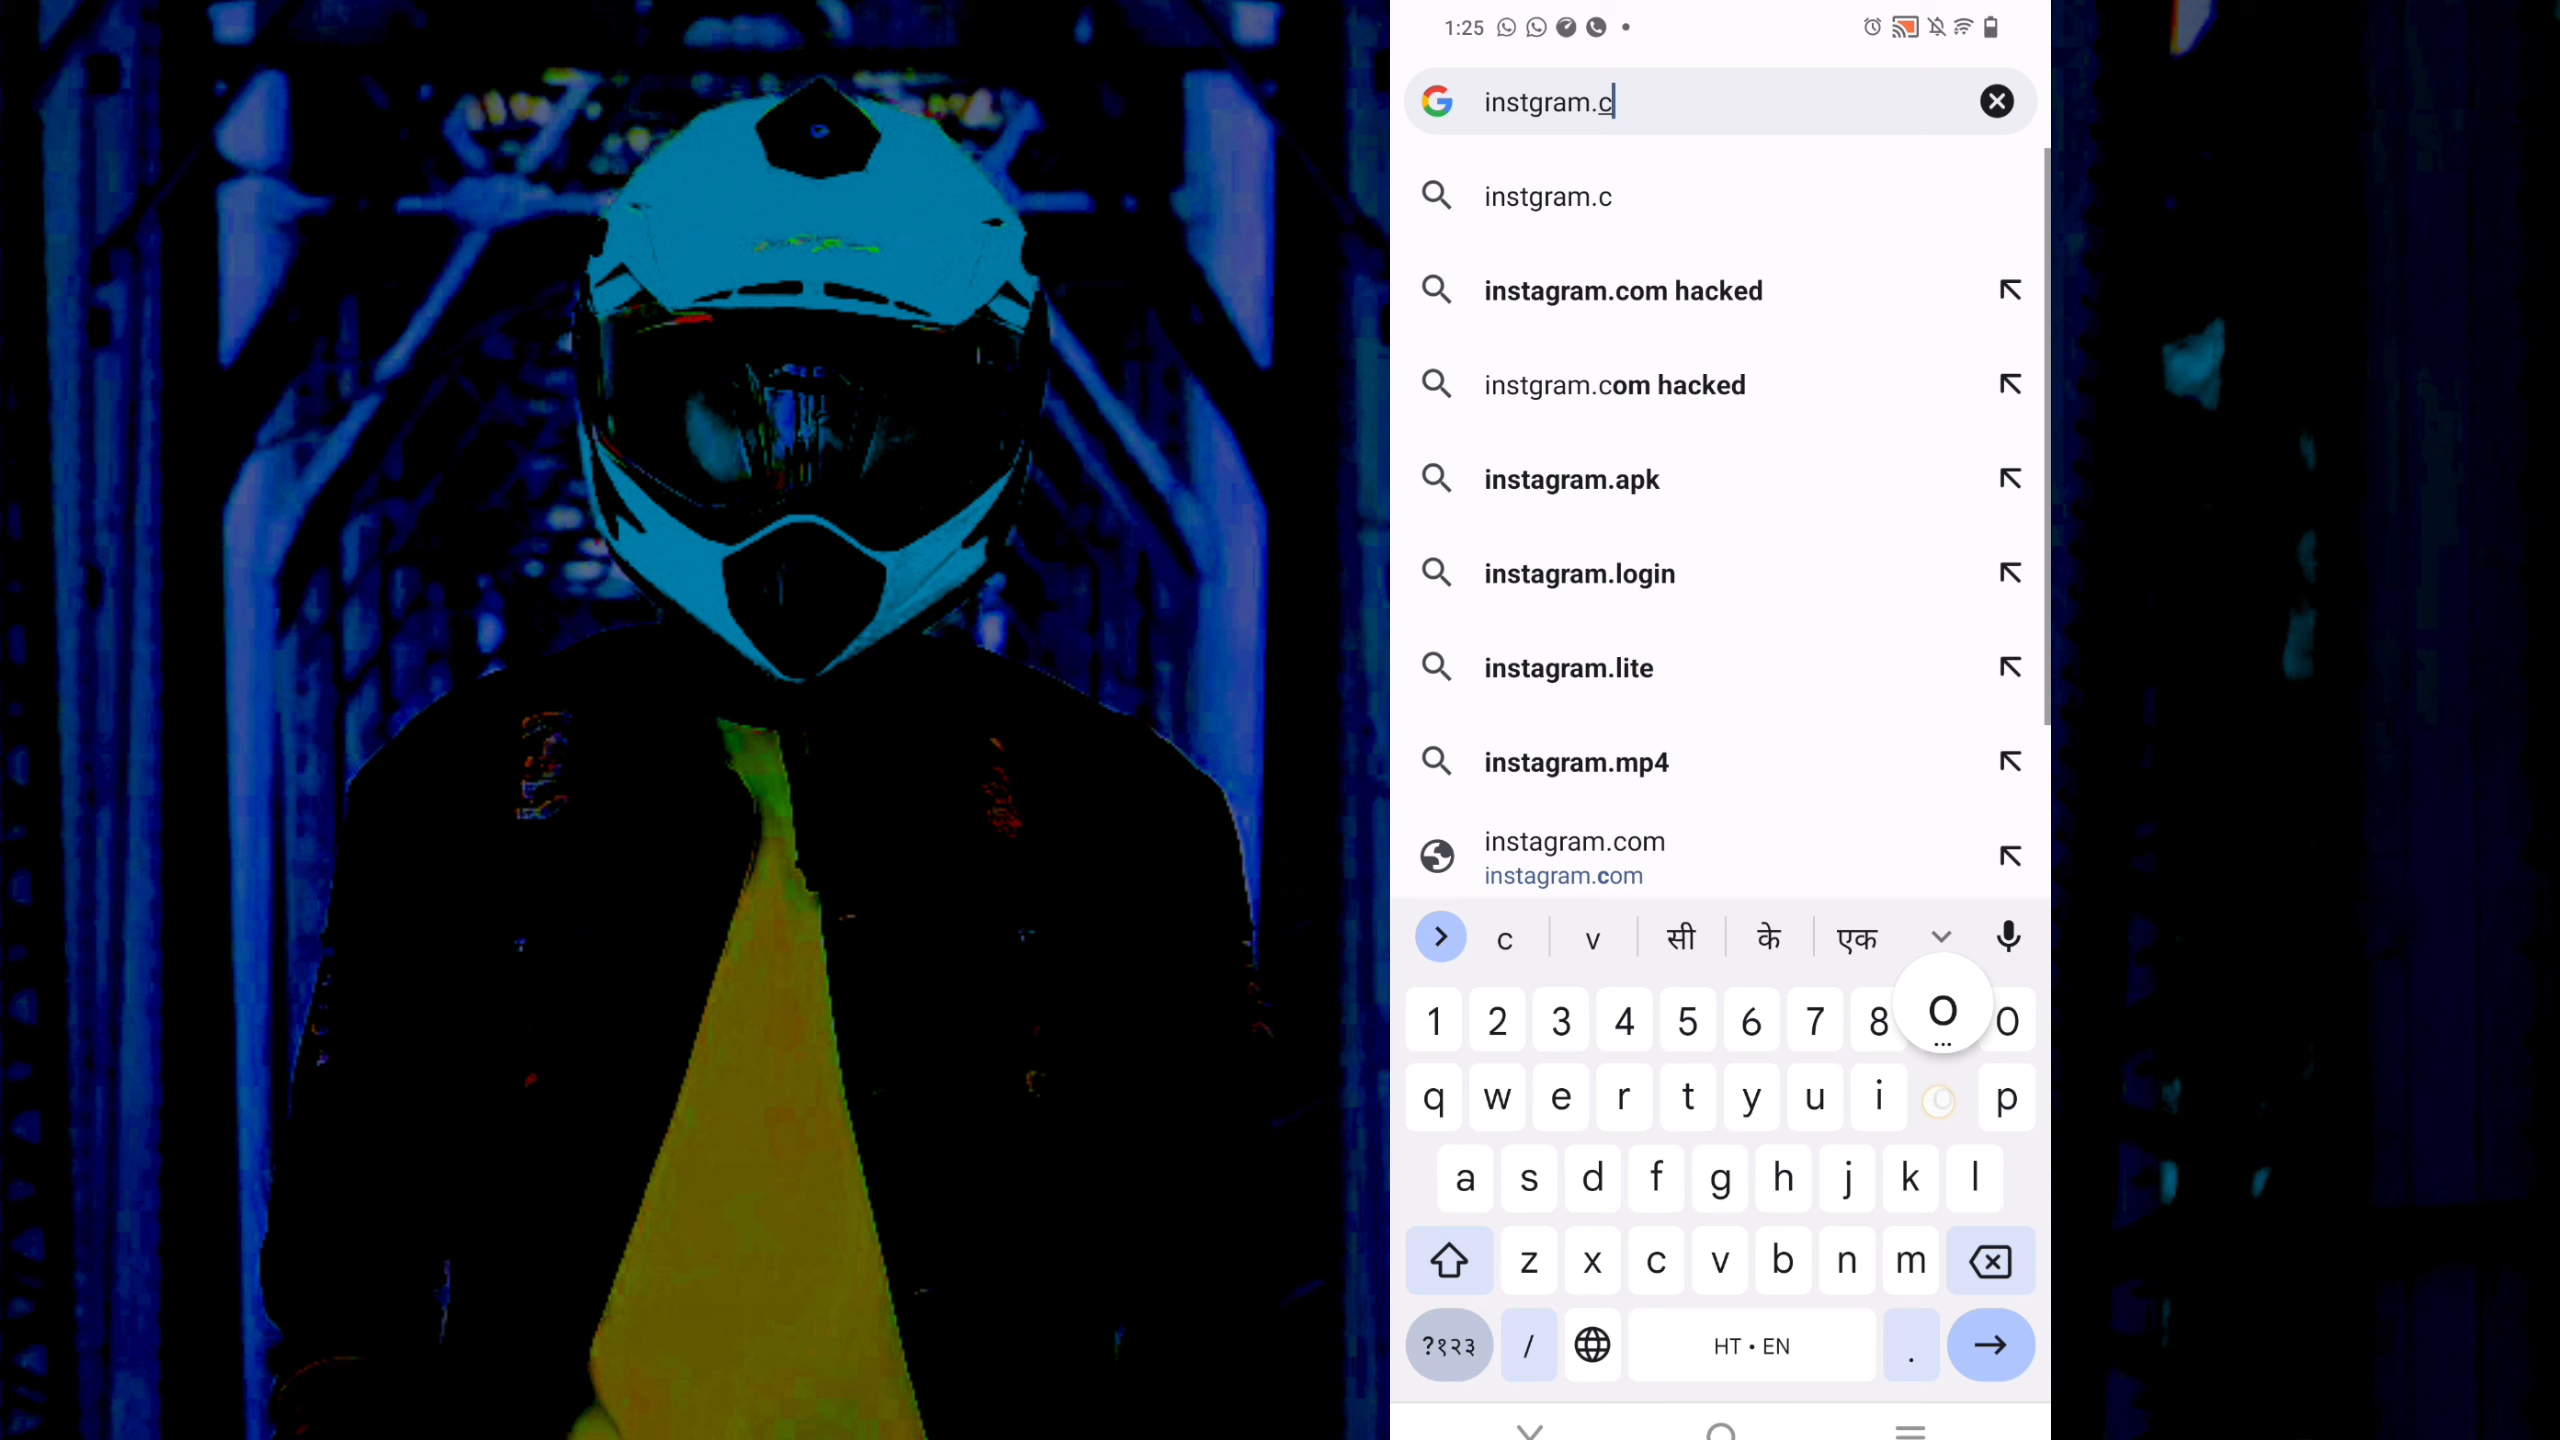 1:25
instgram.c
instgram.c
instagram.com hacked
instgram.com hacked
instagram.apk
instagram.login
instagram.lite
instagram.mp4
instagram.com
instagram.com
c v सी के एक
1 2 3 4 5 6 7 8 o 0
q w e r t y u i o p
a s d f g h j k l
z x c v b n m
?१२३ / HT • EN .